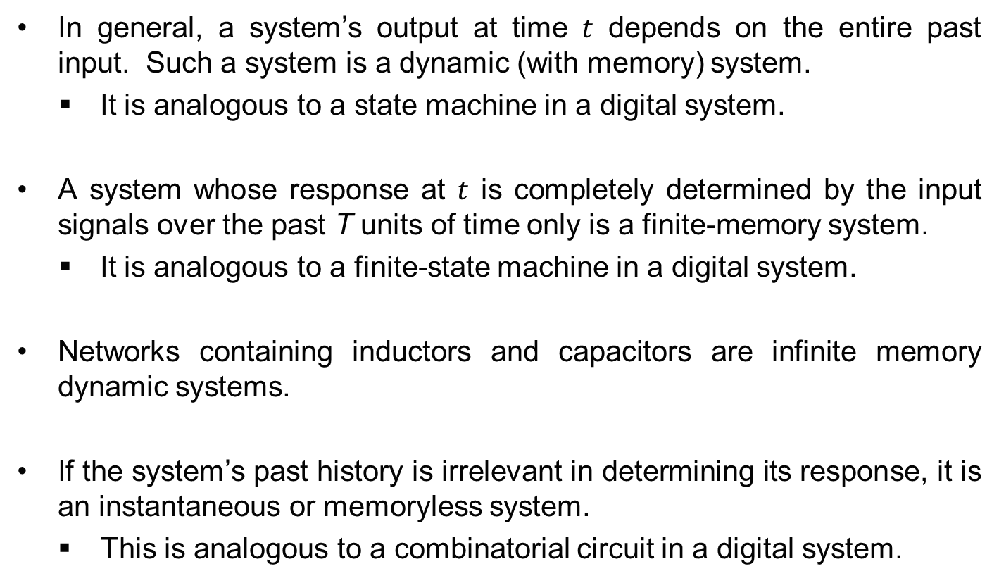 • In general, a system’s output at time t depends on the entire past
input. Such a system is a dynamic (with memory) system.
▪ It is analogous to a state machine in a digital system.
• A system whose response at t is completely determined by the input
signals over the past T units of time only is a finite-memory system.
▪ It is analogous to a finite-state machine in a digital system.
• Networks containing inductors and capacitors are infinite memory
dynamic systems.
• If the system’s past history is irrelevant in determining its response, it is
an instantaneous or memoryless system.
▪ This is analogous to a combinatorial circuit in a digital system.